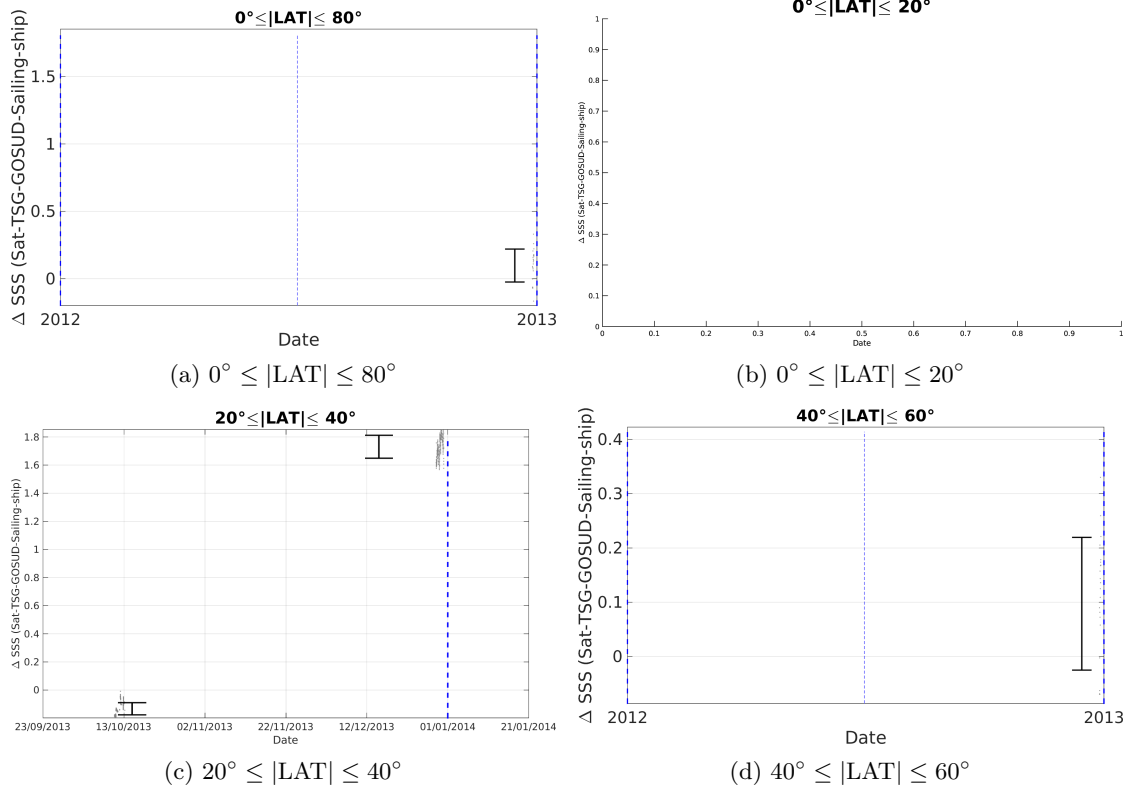 0°≤|LAT|≤ 80°
Δ SSS (Sat-TSG-GOSUD-Sailing-ship)
1.5
1
0.5
0
2012
2013
Date
(a) 0° ≤ |LAT| ≤ 80°
0°≤|LAT|≤ 20°
Δ SSS (Sat-TSG-GOSUD-Sailing-ship)
1
0.9
0.8
0.7
0.6
0.5
0.4
0.3
0.2
0.1
0
0 0.1 0.2 0.3 0.4 0.5 0.6 0.7 0.8 0.9 1
Date
(b) 0° ≤ |LAT| ≤ 20°
20°≤|LAT|≤ 40°
Δ SSS (Sat-TSG-GOSUD-Sailing-ship)
1.8
1.6
1.4
1.2
1
0.8
0.6
0.4
0.2
0
23/09/2013 13/10/2013 02/11/2013 22/11/2013 12/12/2013 01/01/2014 21/01/2014
Date
(c) 20° ≤ |LAT| ≤ 40°
40°≤|LAT|≤ 60°
Δ SSS (Sat-TSG-GOSUD-Sailing-ship)
0.4
0.3
0.2
0.1
0
2012 2013
Date
(d) 40° ≤ |LAT| ≤ 60°